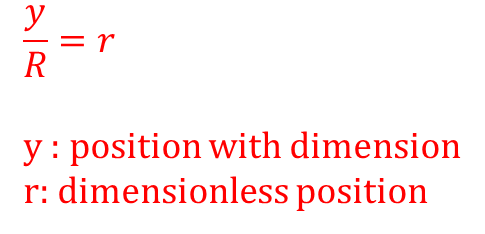 y/R = r
y : position with dimension
r: dimensionless position